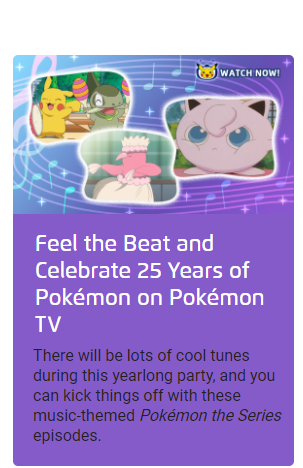 WATCH NOW!
Feel the Beat and
Celebrate 25 Years of
Pokémon on Pokémon
TV
There will be lots of cool tunes
during this yearlong party, and you
can kick things off with these
music-themed Pokémon the Series
episodes.